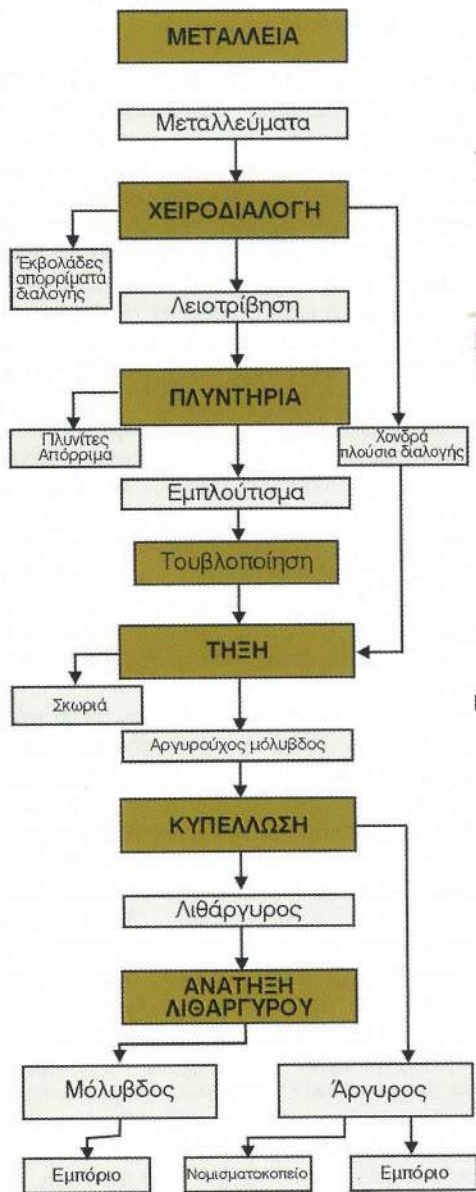 ΜΕΤΑΛΛΕΙΑ
Μεταλλεύματα
ΧΕΙΡΟΔΙΑΛΟΓΗ
Έκβολάδες
απορρίματα
διαλογής
Λειοτρίβηση
ΠΛΥΝΤΗΡΙΑ
Πλυνίτες
Απόρριμα
Χονδρά
πλούσια διαλογής
Εμπλούτισμα
Τουβλοποίηση
ΤΗΞΗ
Σκωριά
Αργυρούχος μόλυβδος
ΚΥΠΕΛΛΩΣΗ
Λιθάργυρος
ΑΝΑΤΗΞΗ
ΛΙΘΑΡΓΥΡΟΥ
Μόλυβδος
Άργυρος
Εμπόριο
Νομισματοκοπείο
Εμπόριο